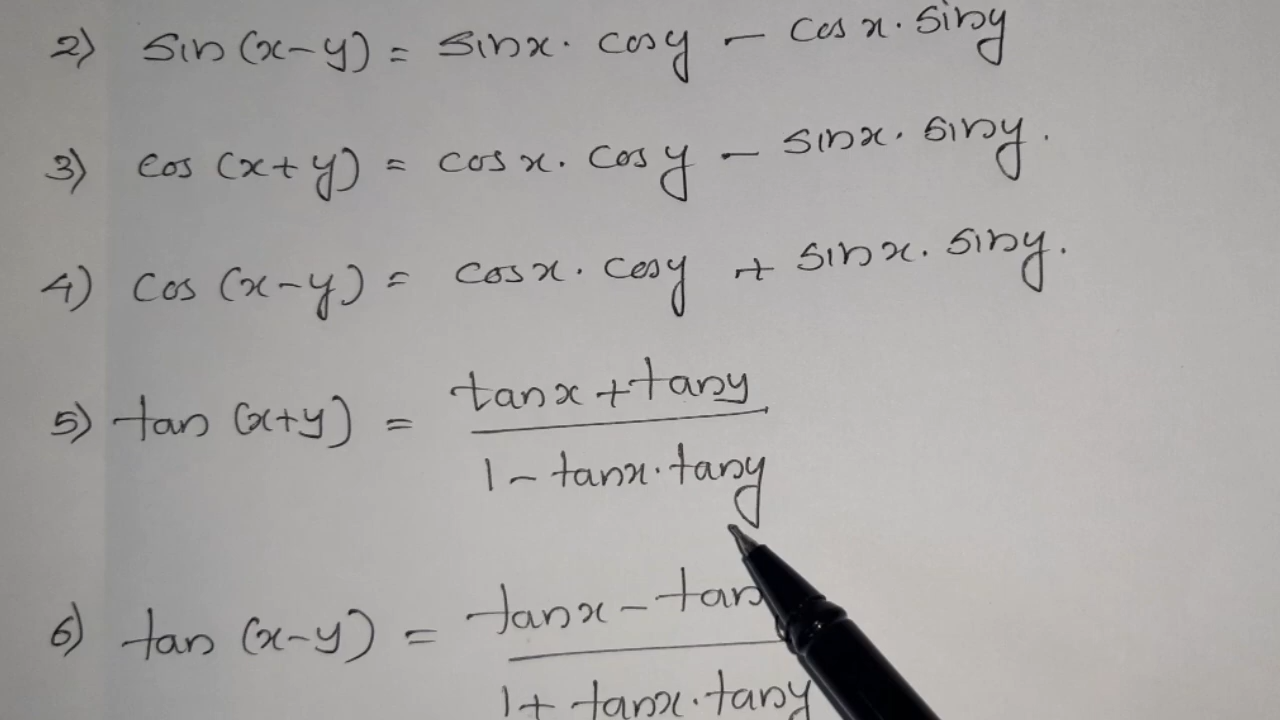 2) sin (x-y) = sinx. cosy - cosx. siny
3) cos (x+y) = cosx. cosy - sinx. siny.
4) cos (x-y) = cosx. cosy + sinx. siny.
5) tan (x+y) = tanx + tany
1 - tanx. tany
6) tan (x-y) = tanx - tan
1+ tanx. tany